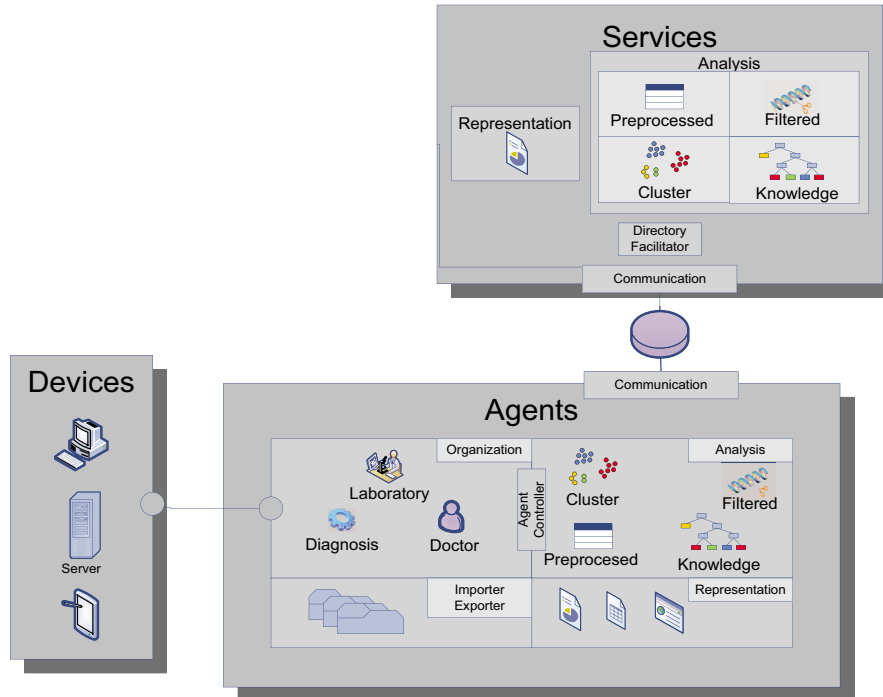 Services
Analysis
Representation
Preprocessed
Filtered
Cluster
Knowledge
Directory
Facilitator
Communication
Communication
Devices
Server
Agents
Organization
Laboratory
Diagnosis
Doctor
Agent
Controller
Analysis
Cluster
Filtered
Preprocesed
Knowledge
Importer
Exporter
Representation